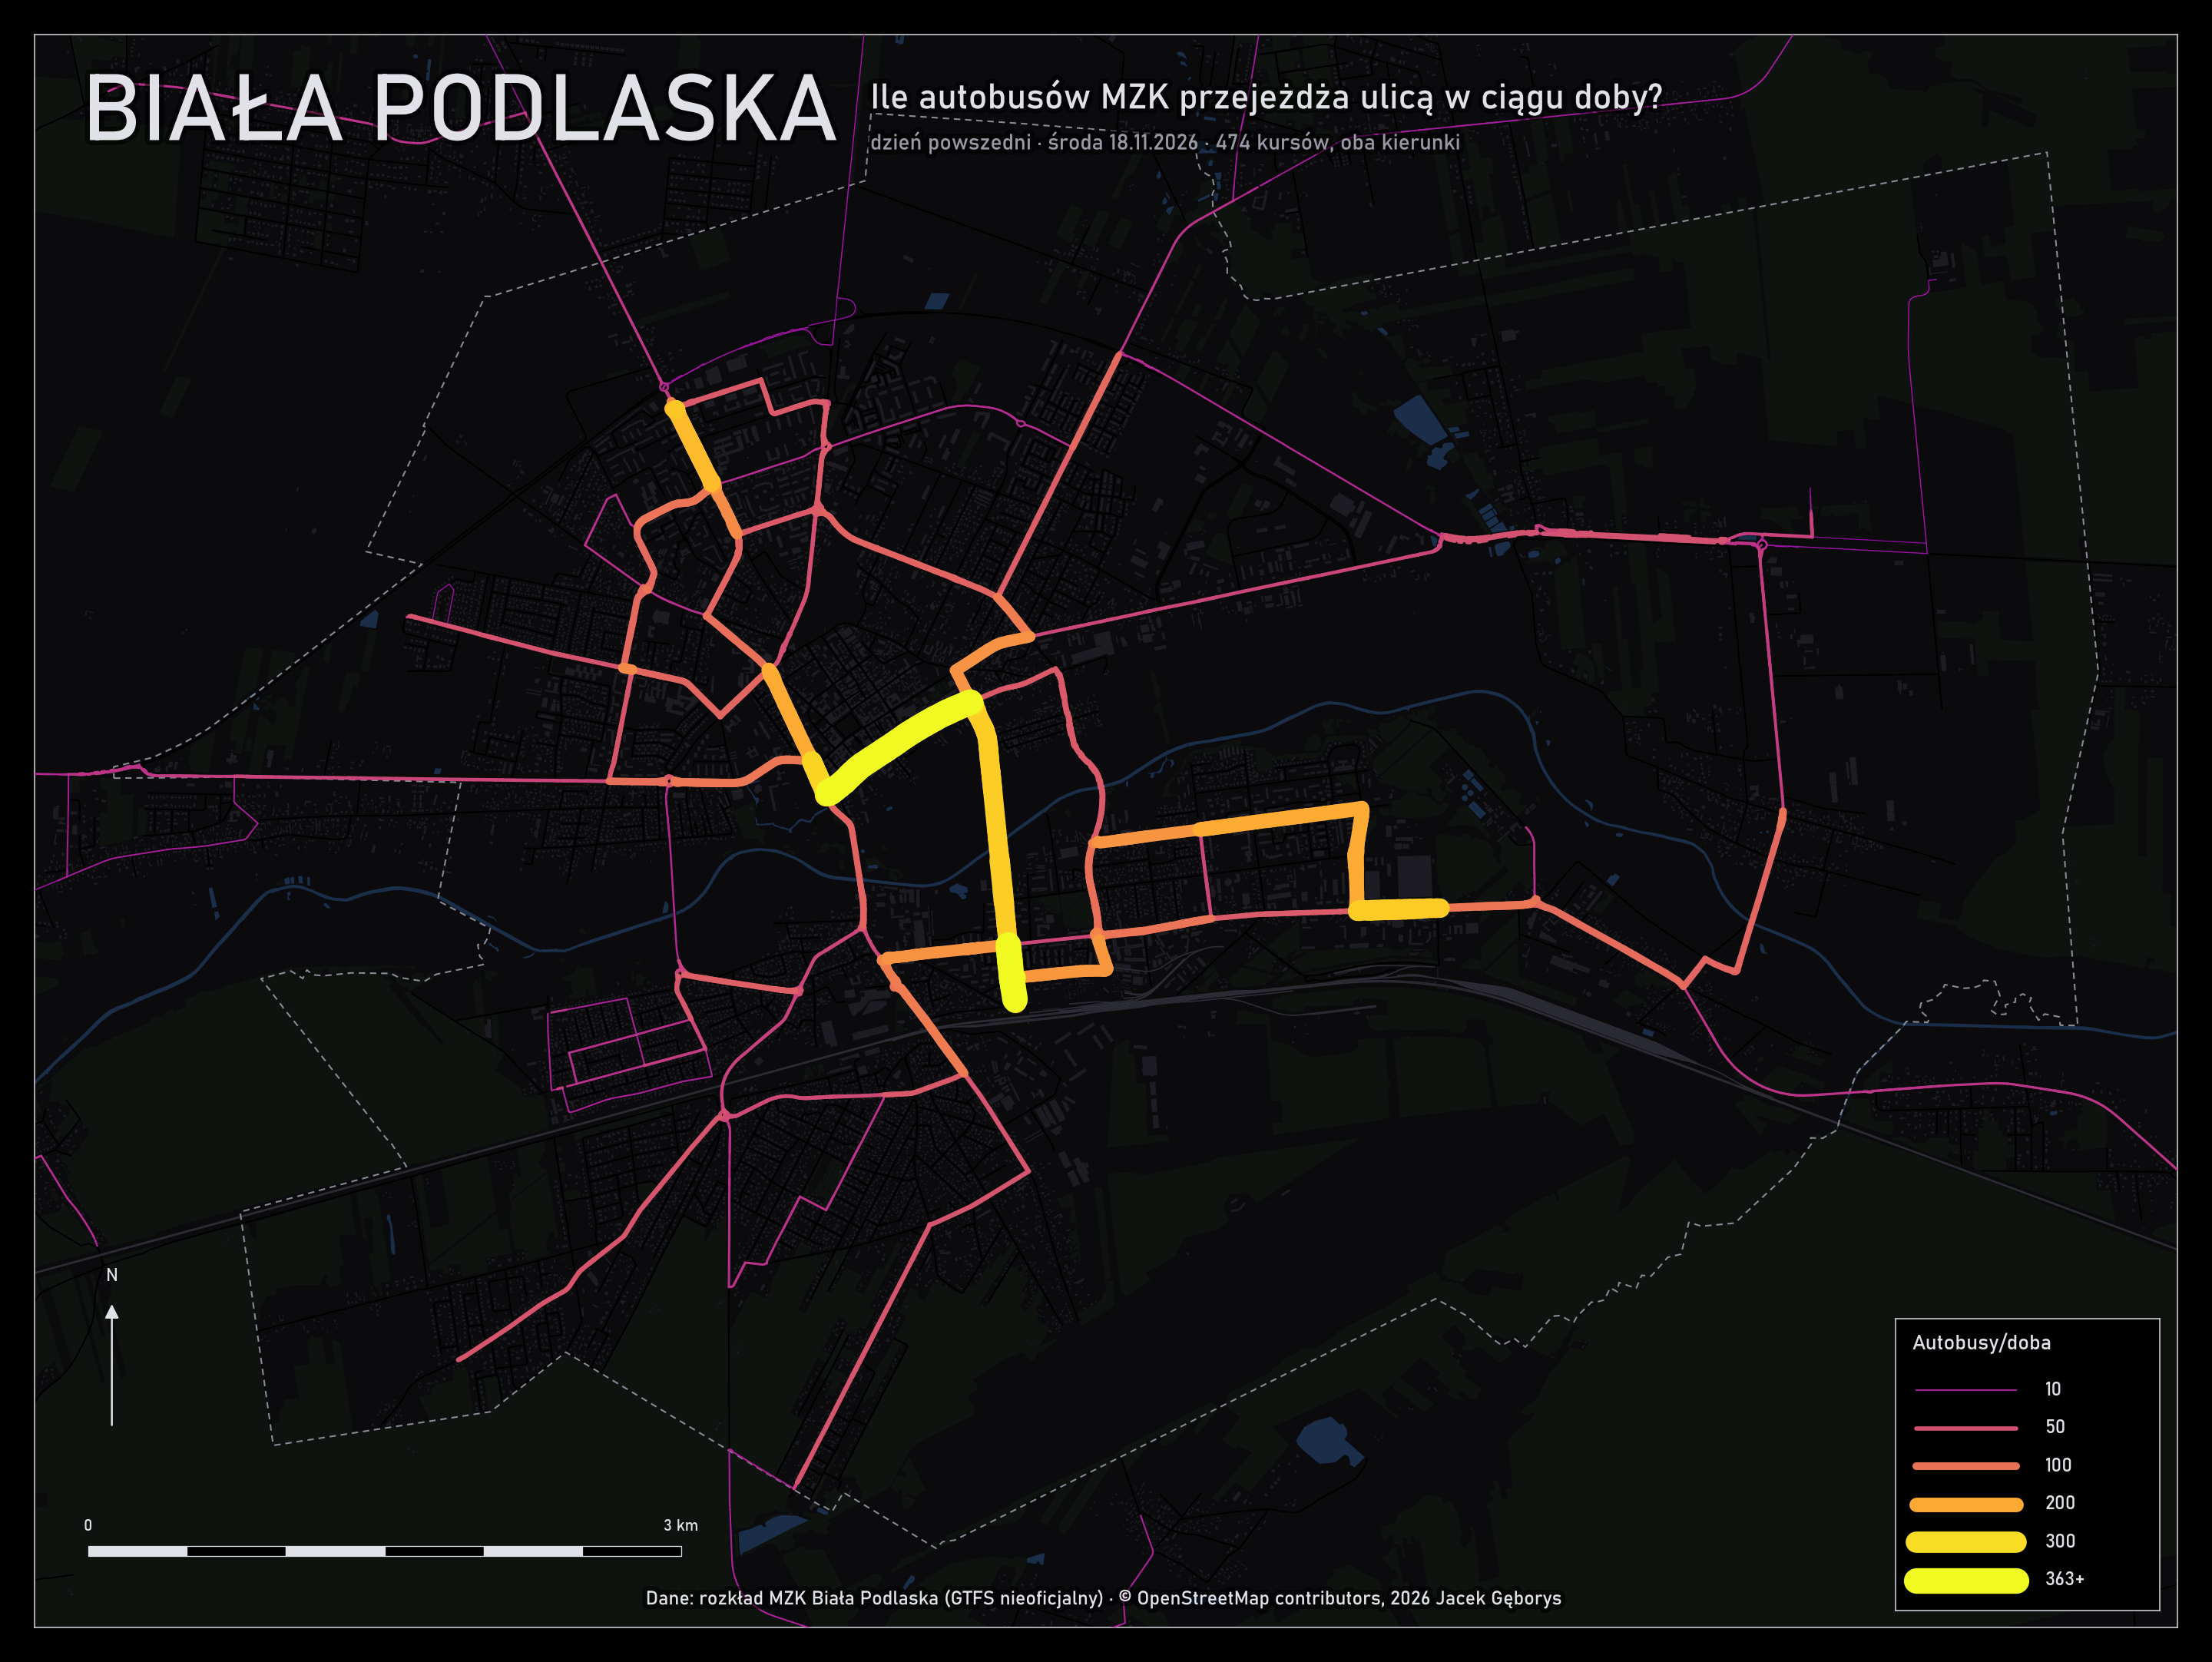 BIAŁA PODLASKA
Ile autobusów MZK przejeżdża ulicą w ciągu doby?
dzień powszedni · środa 18.11.2026 · 474 kursów, oba kierunki
N
0
3 km
Autobusy/doba
10
50
100
200
300
363+
Dane: rozkład MZK Biała Podlaska (GTFS nieoficjalny) · © OpenStreetMap contributors, 2026 Jacek Gęborys